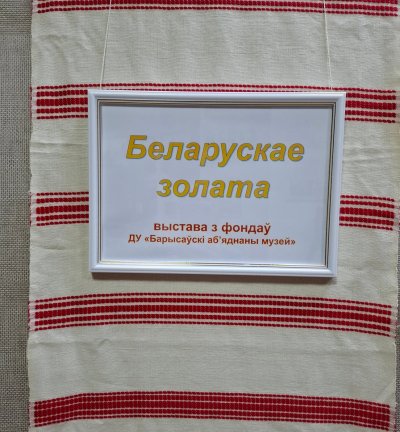 Беларускае
золата
выстава з фондаў
ДУ «Барысаўскі аб’яднаны музей»